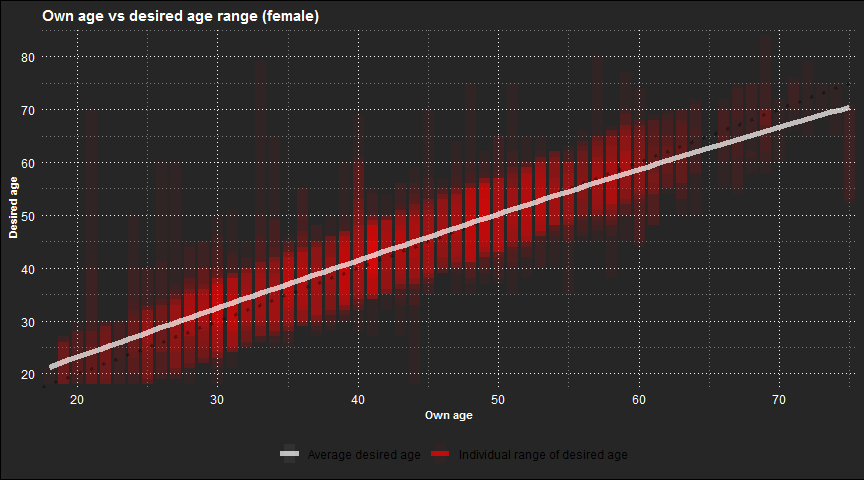 Own age vs desired age range (female)
80
70
60
50
40
30
20
Desired age
20 30 40 50 60 70
Own age
Average desired age Individual range of desired age